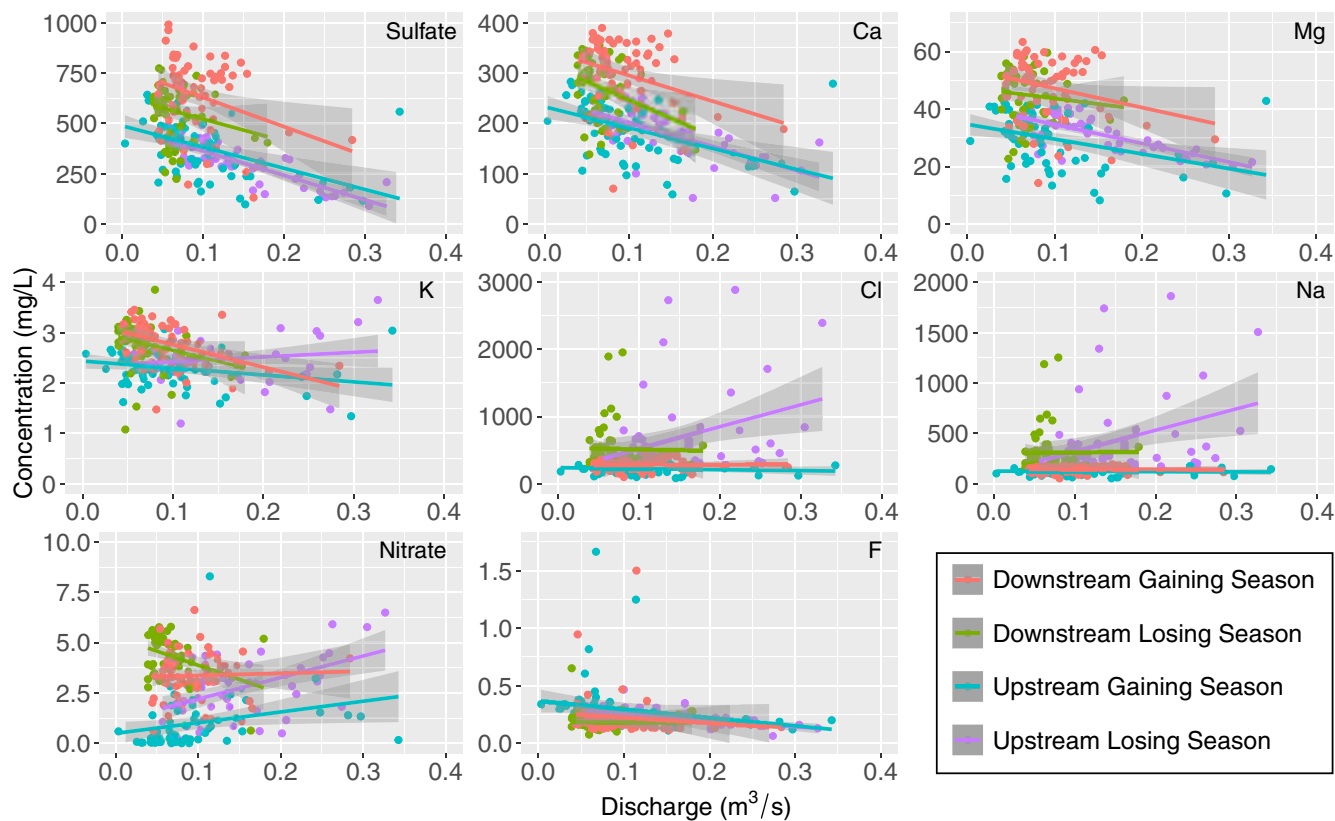 Sulfate
1000
750
500
250
0
0.0 0.1 0.2 0.3 0.4
Ca
400
300
200
100
0
0.0 0.1 0.2 0.3 0.4
Mg
60
40
20
0
0.0 0.1 0.2 0.3 0.4
Concentration (mg/L)
K
4
3
2
1
0
0.0 0.1 0.2 0.3 0.4
Cl
3000
2000
1000
0
0.0 0.1 0.2 0.3 0.4
Na
2000
1500
1000
500
0
0.0 0.1 0.2 0.3 0.4
Nitrate
10.0
7.5
5.0
2.5
0.0
0.0 0.1 0.2 0.3 0.4
F
1.5
1.0
0.5
0.0
0.0 0.1 0.2 0.3 0.4
Discharge (m³/s)
Downstream Gaining Season
Downstream Losing Season
Upstream Gaining Season
Upstream Losing Season